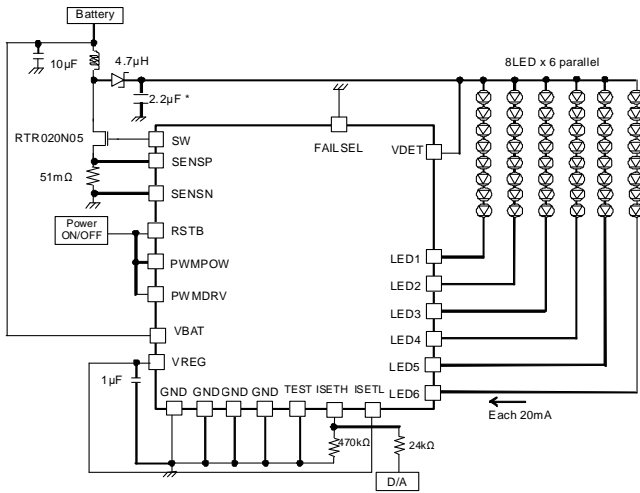 Battery
10µF
4.7µH
2.2µF *
8LED x 6 parallel
RTR020N05
SW
FAILSEL
VDET
SENSP
51mΩ
SENSN
Power
ON/OFF
RSTB
PWMPOW
LED1
PWMDRV
LED2
LED3
VBAT
LED4
VREG
LED5
1µF
GND
GND
GND
GND
TEST
ISETH
ISETL
LED6
Each 20mA
470kΩ
24kΩ
D/A